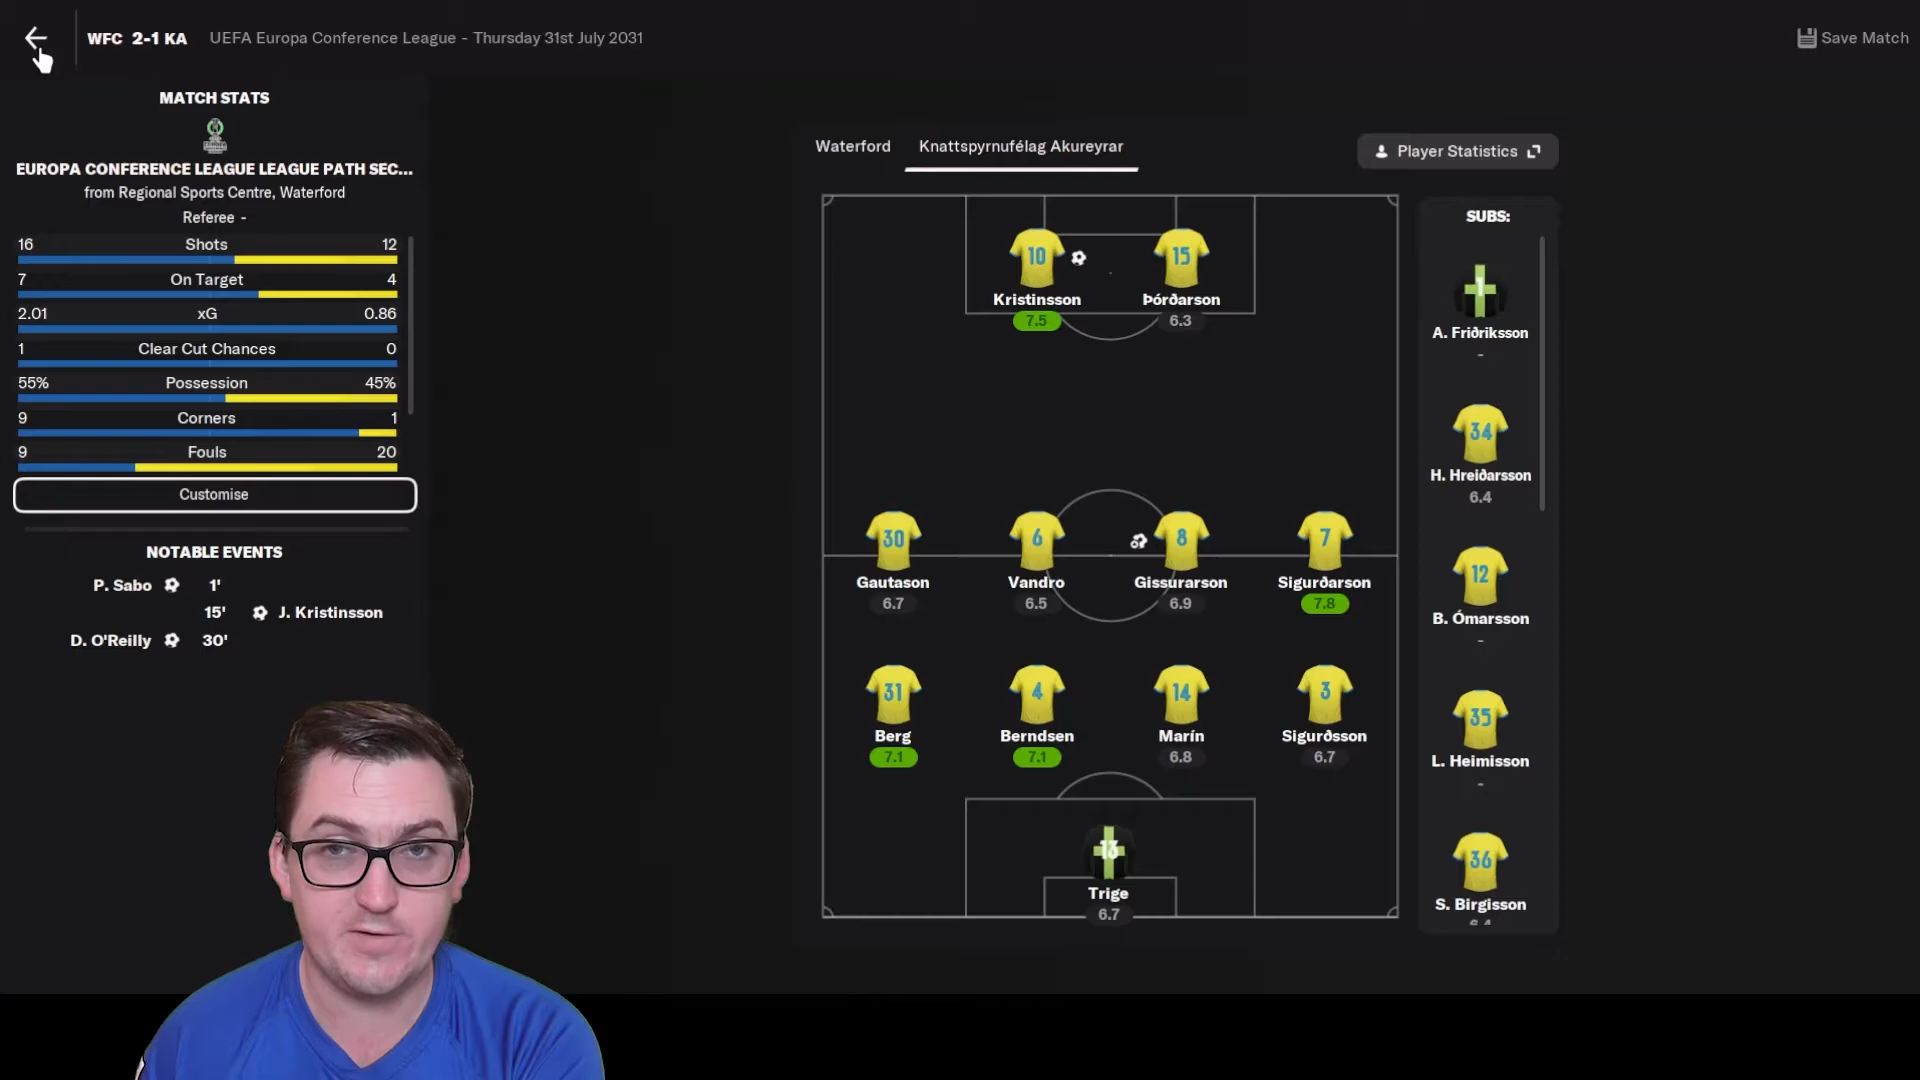 WFC 2-1 KA UEFA Europa Conference League - Thursday 31st July 2031
Save Match
MATCH STATS
EUROPA CONFERENCE LEAGUE LEAGUE PATH SEC...
from Regional Sports Centre, Waterford
Referee -
16 Shots 12
7 On Target 4
2.01 xG 0.86
1 Clear Cut Chances 0
55% Possession 45%
9 Corners 1
9 Fouls 20
Customise
NOTABLE EVENTS
P. Sabo 1'
15' J. Kristinsson
D. O'Reilly 30'
Waterford Knattspyrnufélag Akureyrar
Player Statistics
10 15
Kristinsson Þórðarson
7.5 6.3
30 6 8 7
Gautason Vandro Gissurarson Sigurðarson
6.7 6.5 6.9 7.8
31 4 14 3
Berg Berndsen Marín Sigurðsson
7.1 7.1 6.8 6.7
13
Trige
6.7
SUBS:
1
A. Friðriksson
-
34
H. Hreiðarsson
6.4
12
B. Ómarsson
-
35
L. Heimisson
-
36
S. Birgisson
6.4